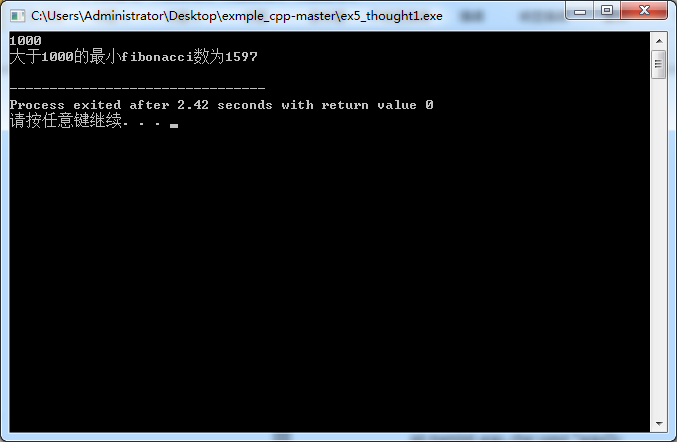 C:\Users\Administrator\Desktop\exmple_cpp-master\ex5_thought1.exe
1000
大于1000的最小fibonacci数为1597
--------------------------------
Process exited after 2.42 seconds with return value 0
请按任意键继续. . .